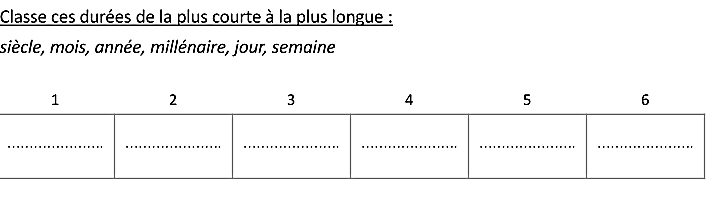 Classe ces durées de la plus courte à la plus longue :
siècle, mois, année, millénaire, jour, semaine
1 2 3 4 5 6
........................ ........................ ........................ ........................ ........................ ........................